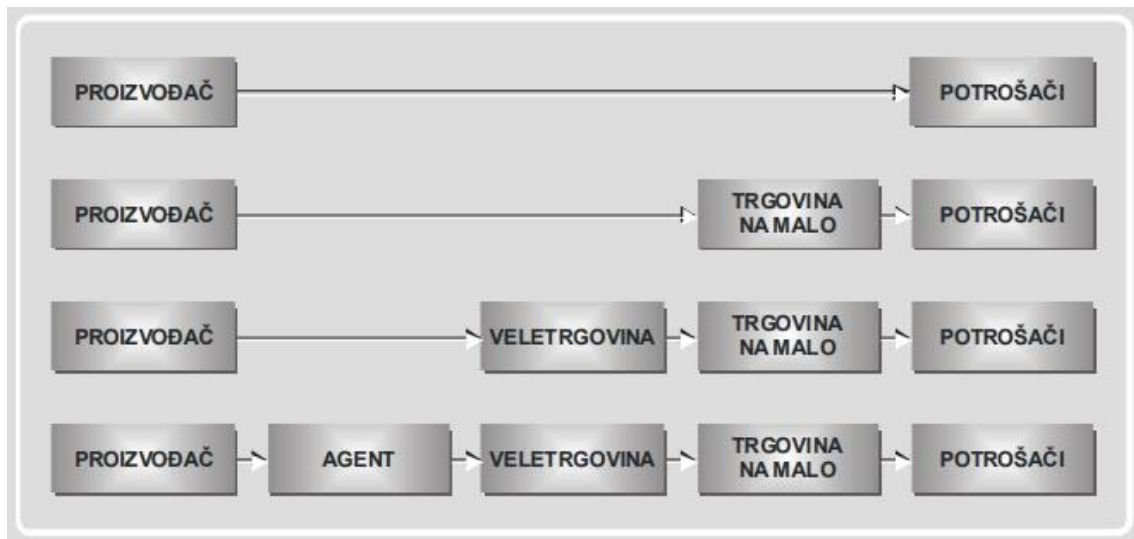 PROIZVOĐAČ
POTROŠAČI
PROIZVOĐAČ
TRGOVINA
NA MALO
POTROŠAČI
PROIZVOĐAČ
VELETRGOVINA
TRGOVINA
NA MALO
POTROŠAČI
PROIZVOĐAČ
AGENT
VELETRGOVINA
TRGOVINA
NA MALO
POTROŠAČI